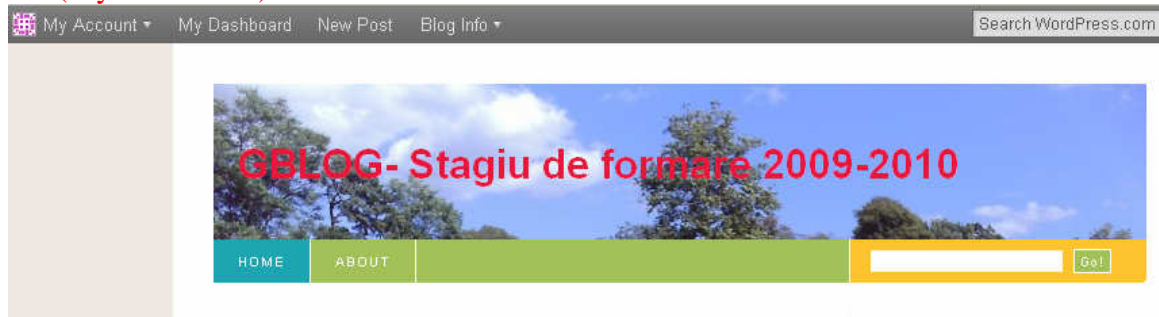 My Account My Dashboard New Post Blog Info Search WordPress.com
GBLOG- Stagiu de formare 2009-2010
HOME ABOUT Go!